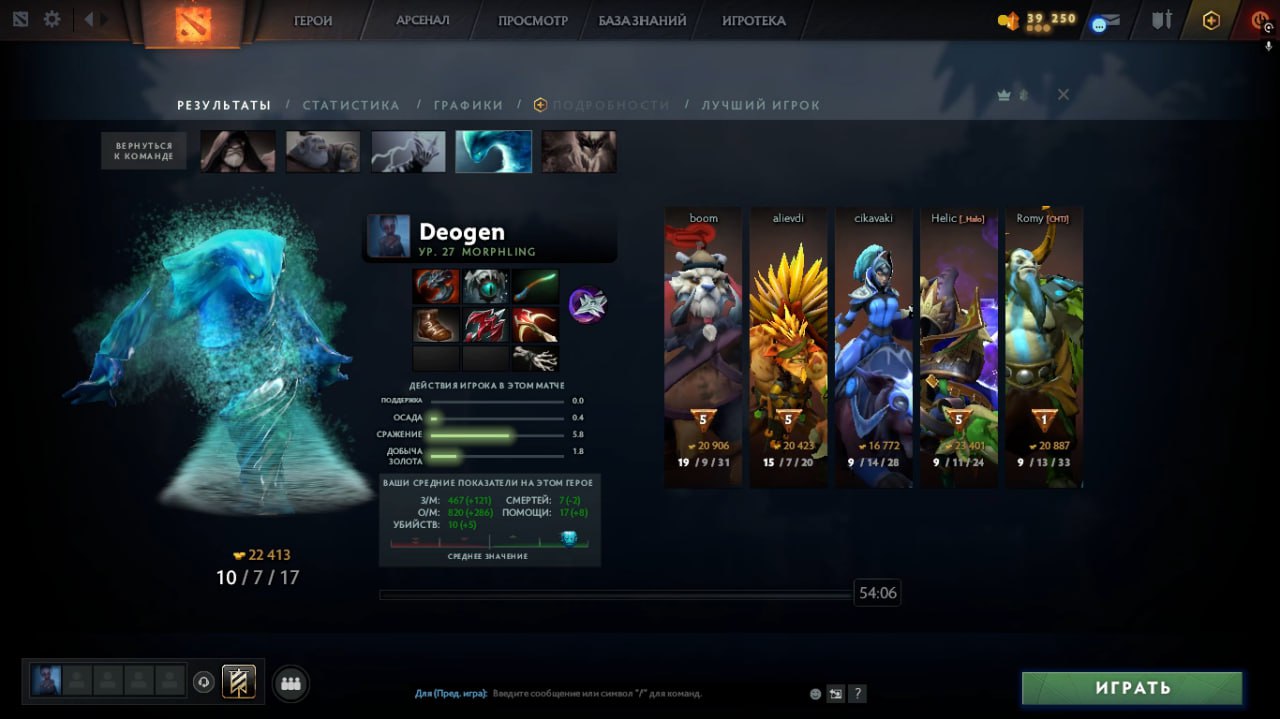 ГЕРОИ АРСЕНАЛ ПРОСМОТР БАЗА ЗНАНИЙ ИГРОТЕКА 39 250
РЕЗУЛЬТАТЫ / СТАТИСТИКА / ГРАФИКИ / ПОДРОБНОСТИ / ЛУЧШИЙ ИГРОК
ВЕРНУТЬСЯ
К КОМАНДЕ
Deogen
УР. 27 MORPHLING
ДЕЙСТВИЯ ИГРОКА В ЭТОМ МАТЧЕ
ПОДДЕРЖКА 0.0
ОСАДА 0.4
СРАЖЕНИЕ 5.8
ДОБЫЧА
ЗОЛОТА 1.8
ВАШИ СРЕДНИЕ ПОКАЗАТЕЛИ НА ЭТОМ ГЕРОЕ
З/М: 467 (+121) СМЕРТЕЙ: 7 (-2)
О/М: 820 (+286) ПОМОЩИ: 17 (+8)
УБИЙСТВ: 10 (+5)
СРЕДНЕЕ ЗНАЧЕНИЕ
22 413
10 / 7 / 17
boom alievdi cikavaki Helic [_Halo] Romy [СНТ]
5 5 5 1
20 906 20 423 16 772 23 401 20 887
19 / 9 / 31 15 / 7 / 20 9 / 14 / 28 9 / 11 / 24 9 / 13 / 33
54:06
Для (Пред. игра): Введите сообщение или символ "/" для команд.
?
ИГРАТЬ